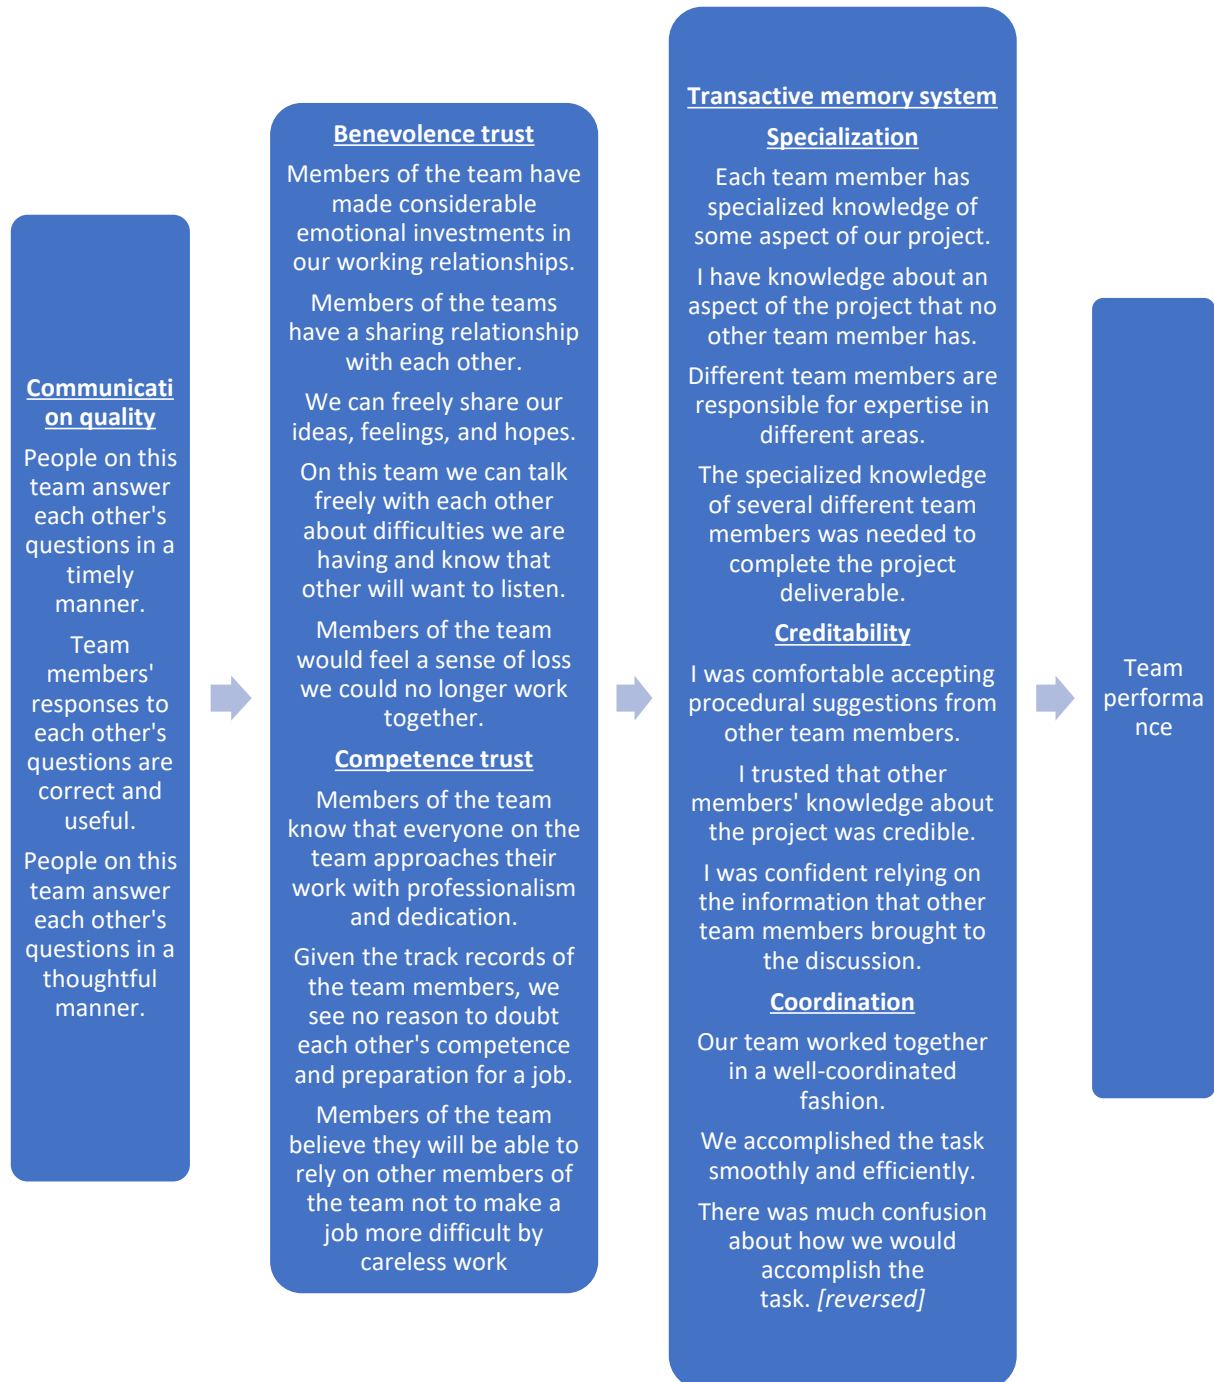 Communicati
on quality
People on this
team answer
each other's
questions in a
timely
manner.
Team
members'
responses to
each other's
questions are
correct and
useful.
People on this
team answer
each other's
questions in a
thoughtful
manner.
Benevolence trust
Members of the team have
made considerable
emotional investments in
our working relationships.
Members of the teams
have a sharing relationship
with each other.
We can freely share our
ideas, feelings, and hopes.
On this team we can talk
freely with each other
about difficulties we are
having and know that
other will want to listen.
Members of the team
would feel a sense of loss
we could no longer work
together.
Competence trust
Members of the team
know that everyone on the
team approaches their
work with professionalism
and dedication.
Given the track records of
the team members, we
see no reason to doubt
each other's competence
and preparation for a job.
Members of the team
believe they will be able to
rely on other members of
the team not to make a
job more difficult by
careless work
Transactive memory system
Specialization
Each team member has
specialized knowledge of
some aspect of our project.
I have knowledge about an
aspect of the project that no
other team member has.
Different team members are
responsible for expertise in
different areas.
The specialized knowledge
of several different team
members was needed to
complete the project
deliverable.
Creditability
I was comfortable accepting
procedural suggestions from
other team members.
I trusted that other
members' knowledge about
the project was credible.
I was confident relying on
the information that other
team members brought to
the discussion.
Coordination
Our team worked together
in a well-coordinated
fashion.
We accomplished the task
smoothly and efficiently.
There was much confusion
about how we would
accomplish the
task. [reversed]
Team
performa
nce